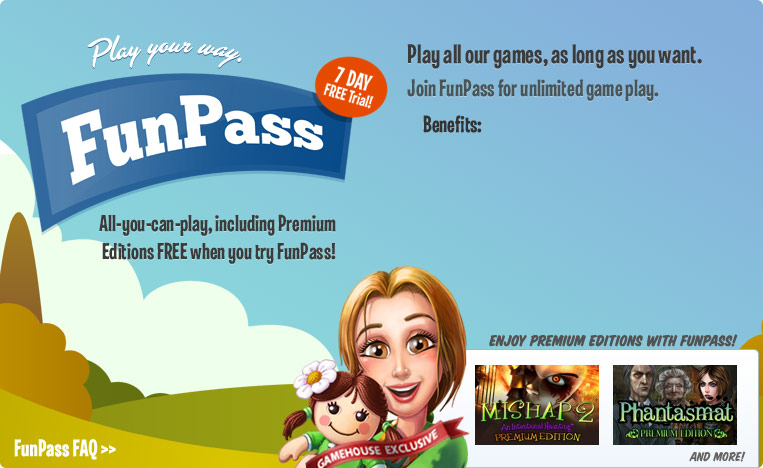 Play your way.
FunPass
7 DAY
FREE Trial!
All-you-can-play, including Premium
Editions FREE when you try FunPass!
Play all our games, as long as you want.
Join FunPass for unlimited game play.
Benefits:
GAMEHOUSE EXCLUSIVE
ENJOY PREMIUM EDITIONS WITH FUNPASS!
MISHAP 2
An Intentional Haunting
PREMIUM EDITION
Phantasmat
PREMIUM EDITION
AND MORE!
FunPass FAQ >>